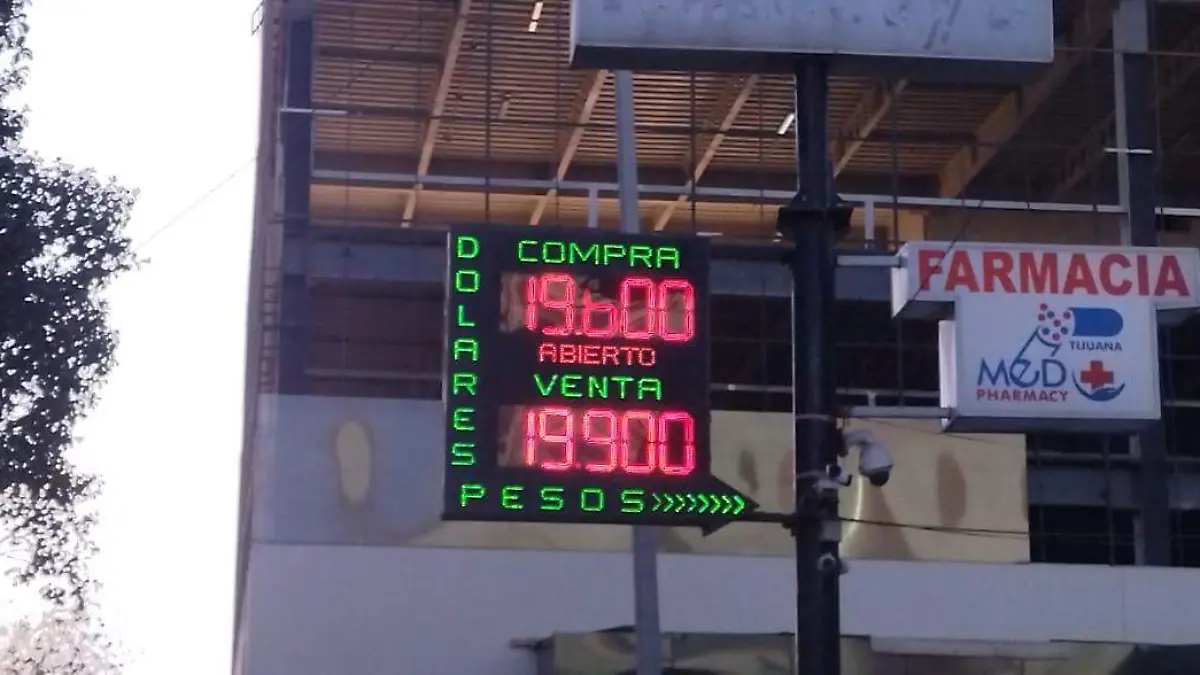 DOLARES
COMPRA
19.600
ABIERTO
VENTA
19.900
PESOS >>>>>>>>>
FARMACIA
TIJUANA
MED
PHARMACY